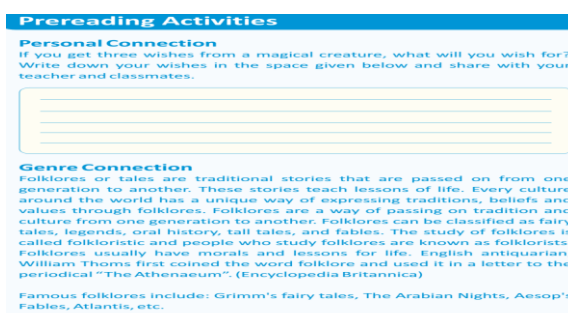 Prereading Activities
Personal Connection
If you get three wishes from a magical creature, what will you wish for?
Write down your wishes in the space given below and share with your
teacher and classmates.
Genre Connection
Folklores or tales are traditional stories that are passed on from one
generation to another. These stories teach lessons of life. Every culture
around the world has a unique way of expressing traditions, beliefs and
values through folklores. Folklores are a way of passing on tradition and
culture from one generation to another. Folklores can be classified as fairy
tales, legends, oral history, tall tales, and fables. The study of folklores is
called folkloristic and people who study folklores are known as folklorists
Folklores usually have morals and lessons for life. English antiquarian
William Thoms first coined the word folklore and used it in a letter to the
periodical "The Athenaeum". (Encyclopedia Britannica)
Famous folklores include: Grimm's fairy tales, The Arabian Nights, Aesop's
Fables, Atlantis, etc.